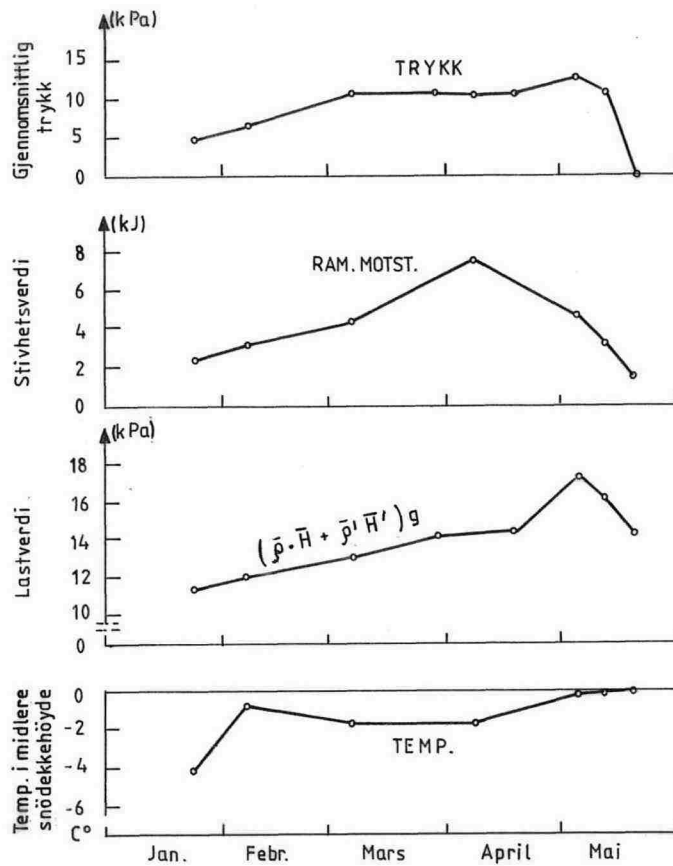 (kPa)
Gjennomsnittlig
trykk
15
10
5
0
TRYKK
(kJ)
Stivhetsverdi
8
6
4
2
0
RAM. MOTST.
(kPa)
Lastverdi
18
16
14
12
10
0
(ρ̄·H̄ + ρ̄' H̄')g
Temp. i midlere
snödekkehöyde
0
-2
-4
-6
C°
TEMP.
Jan. Febr. Mars April Mai